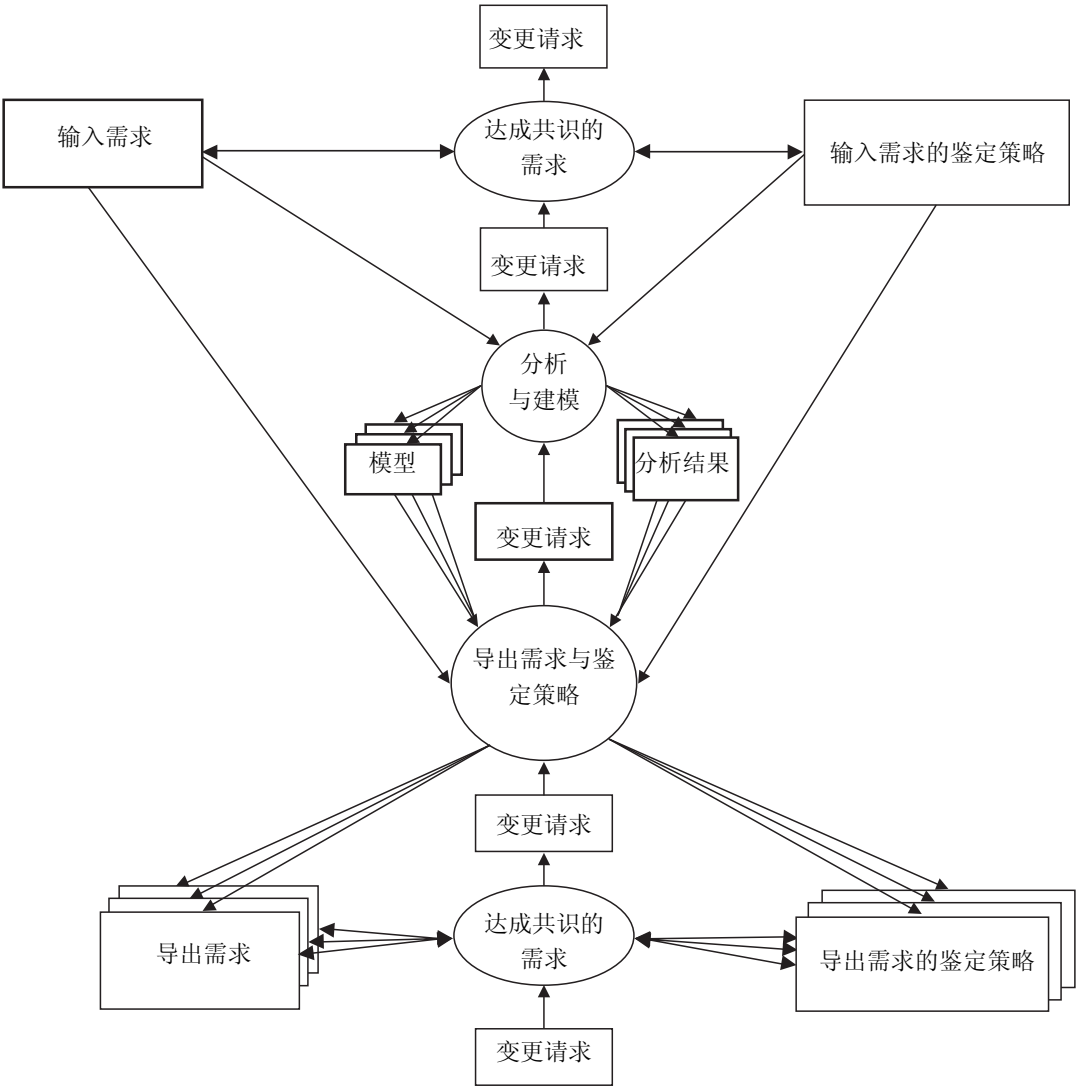 变更请求
输入需求
达成共识的
需求
输入需求的鉴定策略
变更请求
分析
与建模
模型
分析结果
变更请求
导出需求与鉴
定策略
变更请求
导出需求
达成共识的
需求
导出需求的鉴定策略
变更请求